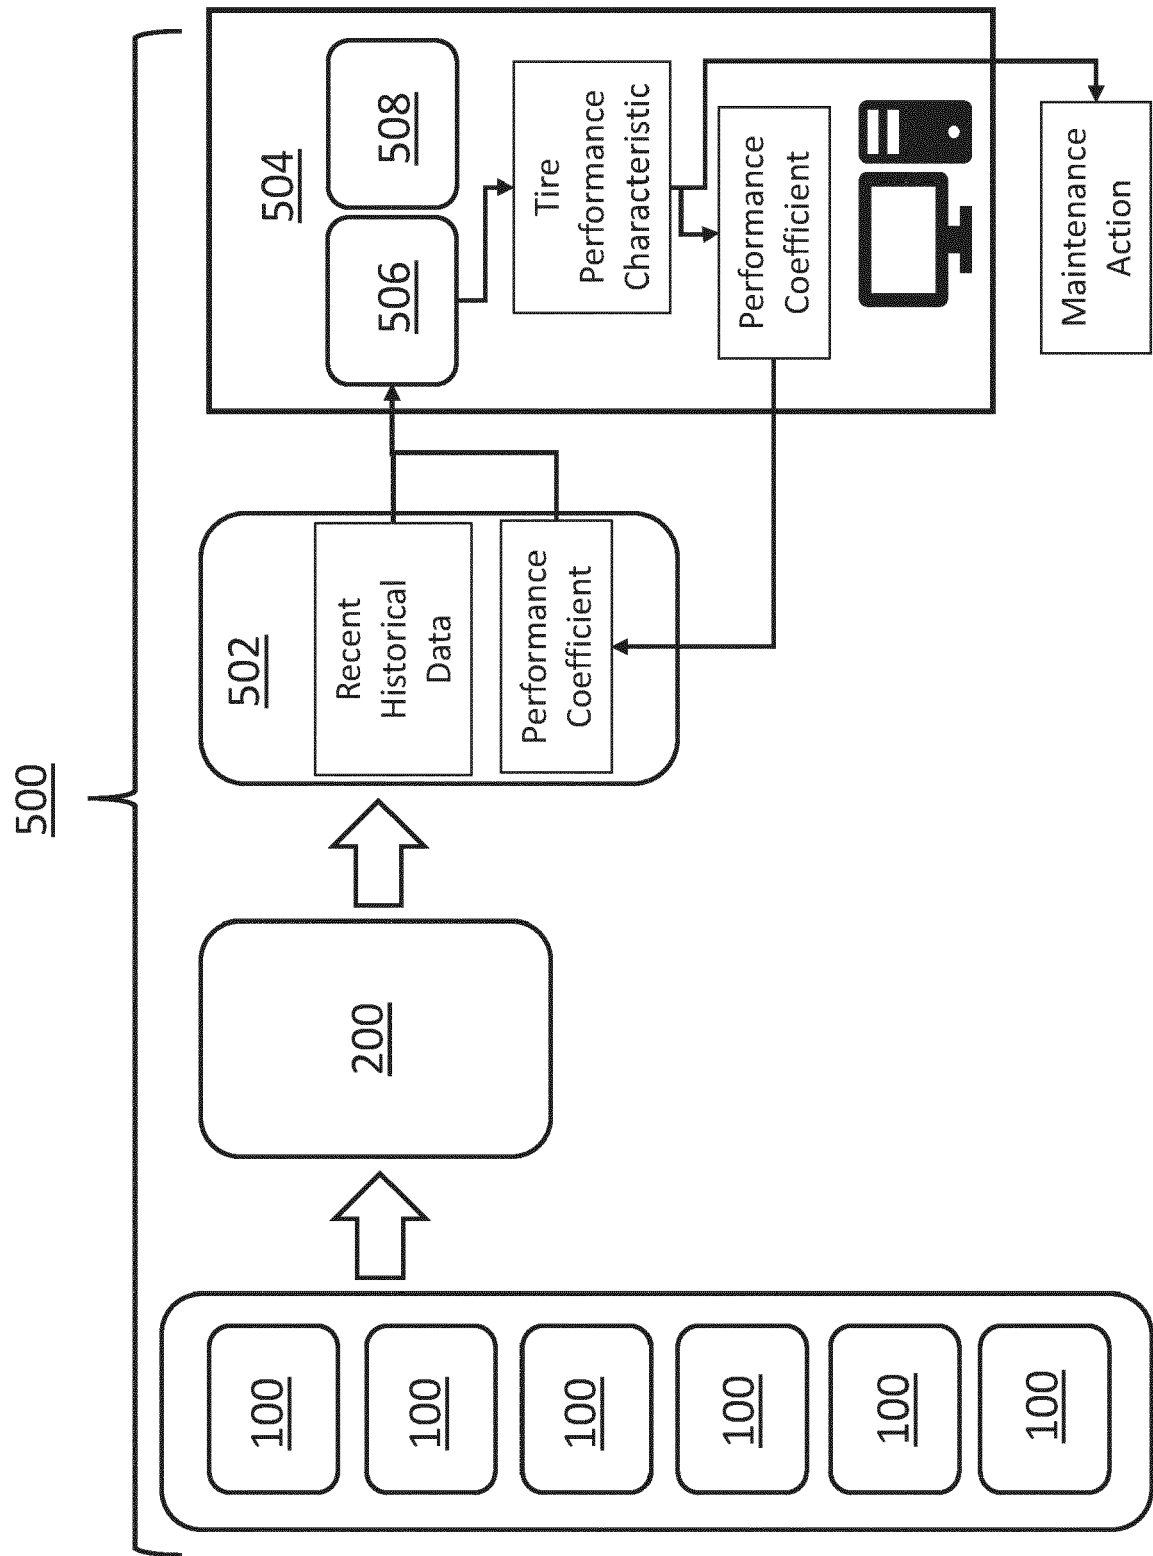 500
100
100
100
100
100
100
200
502
Recent
Historical
Data
Performance
Coefficient
504
506
508
Tire
Performance
Characteristic
Performance
Coefficient
Maintenance
Action